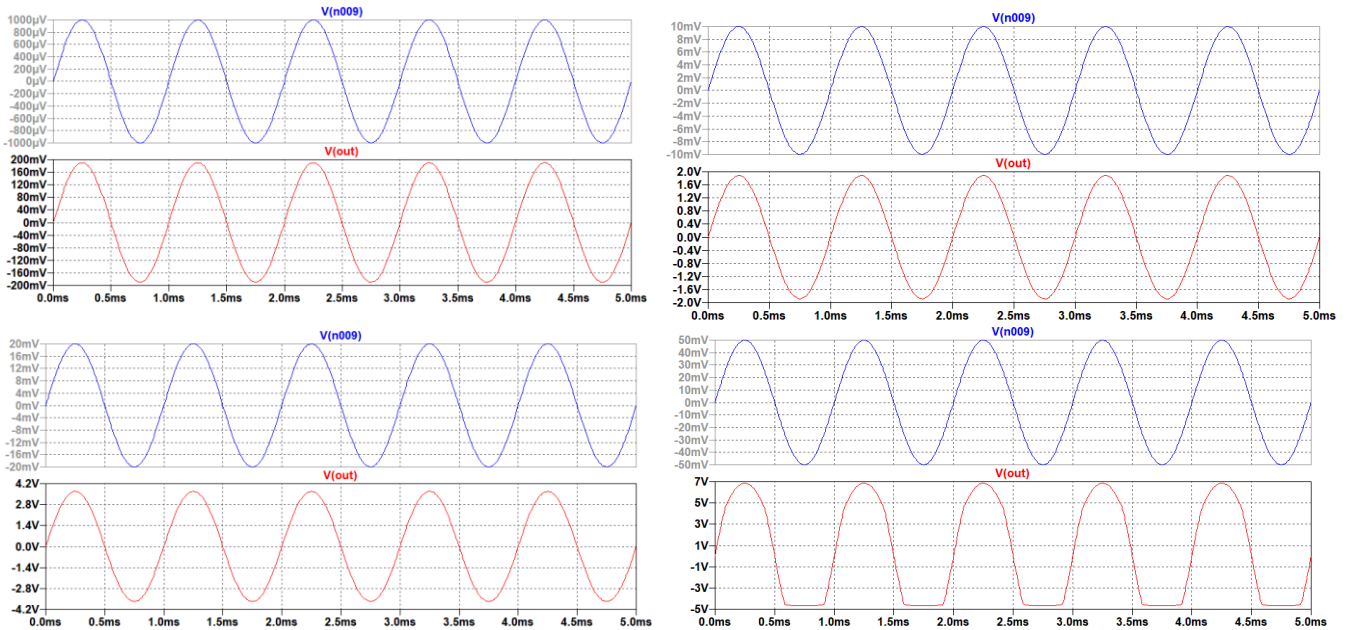 V(n009)
1000µV
800µV
600µV
400µV
200µV
0µV
-200µV
-400µV
-600µV
-800µV
-1000µV
V(out)
200mV
160mV
120mV
80mV
40mV
0mV
-40mV
-80mV
-120mV
-160mV
-200mV
0.0ms 0.5ms 1.0ms 1.5ms 2.0ms 2.5ms 3.0ms 3.5ms 4.0ms 4.5ms 5.0ms
V(n009)
10mV
8mV
6mV
4mV
2mV
0mV
-2mV
-4mV
-6mV
-8mV
-10mV
V(out)
2.0V
1.6V
1.2V
0.8V
0.4V
0.0V
-0.4V
-0.8V
-1.2V
-1.6V
-2.0V
0.0ms 0.5ms 1.0ms 1.5ms 2.0ms 2.5ms 3.0ms 3.5ms 4.0ms 4.5ms 5.0ms
V(n009)
20mV
16mV
12mV
8mV
4mV
0mV
-4mV
-8mV
-12mV
-16mV
-20mV
V(out)
4.2V
2.8V
1.4V
0.0V
-1.4V
-2.8V
-4.2V
0.0ms 0.5ms 1.0ms 1.5ms 2.0ms 2.5ms 3.0ms 3.5ms 4.0ms 4.5ms 5.0ms
V(n009)
50mV
40mV
30mV
20mV
10mV
0mV
-10mV
-20mV
-30mV
-40mV
-50mV
V(out)
7V
5V
3V
1V
-1V
-3V
-5V
0.0ms 0.5ms 1.0ms 1.5ms 2.0ms 2.5ms 3.0ms 3.5ms 4.0ms 4.5ms 5.0ms